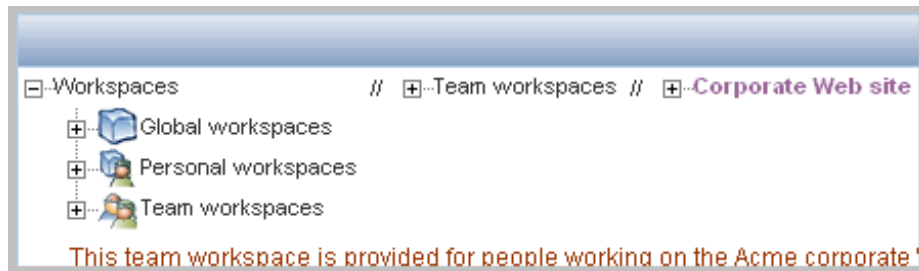 Workspaces // Team workspaces // Corporate Web site
Global workspaces
Personal workspaces
Team workspaces
This team workspace is provided for people working on the Acme corporate